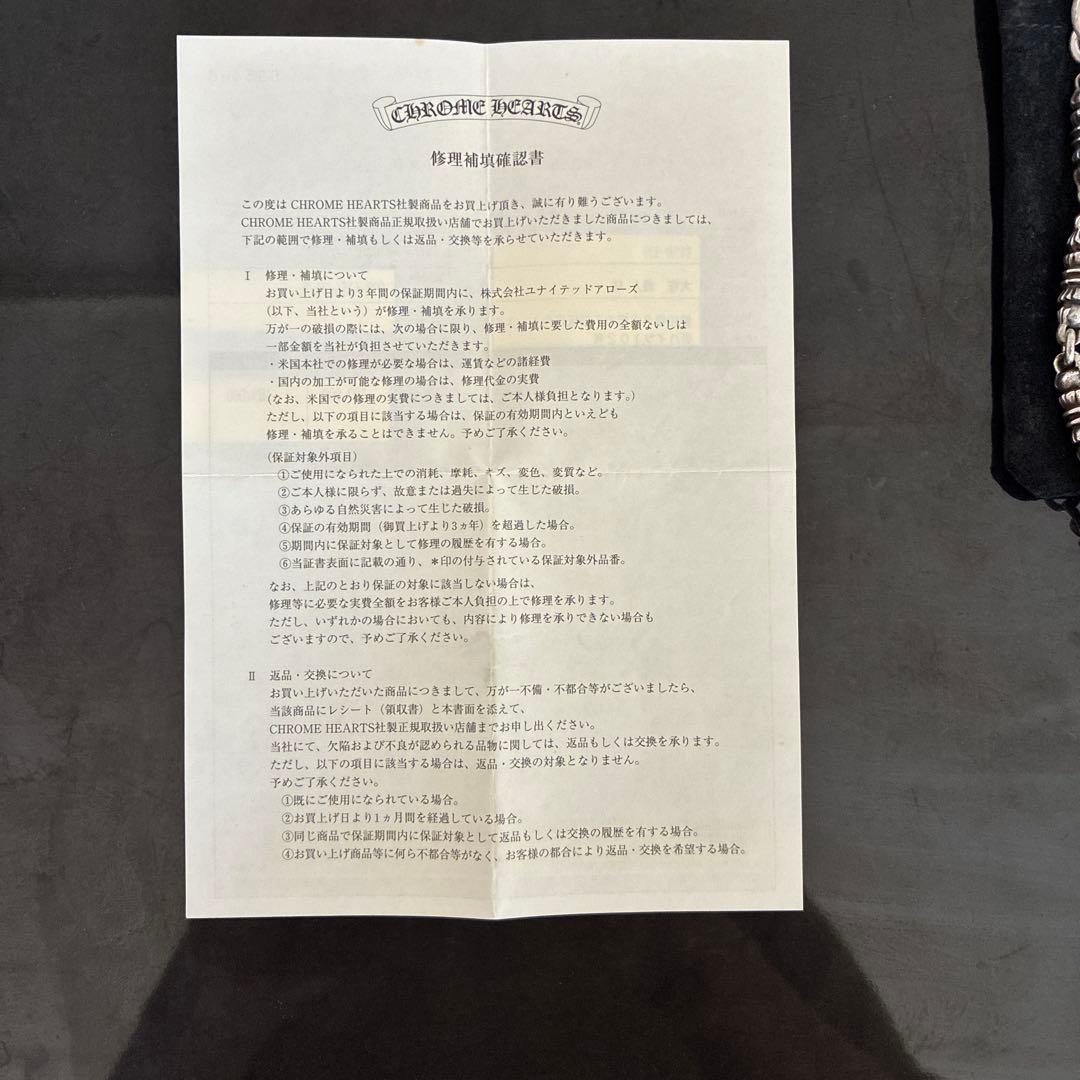 CHROME HEARTS
修理補填確認書
この度は CHROME HEARTS社製商品をお買上げ頂き、誠に有り難うございます。
CHROME HEARTS社製商品正規取扱い店舗でお買上げいただきました商品につきましては、
下記の範囲で修理・補填もしくは返品・交換等を承らせていただきます。
Ⅰ 修理・補填について
お買い上げ日より3年間の保証期間内に、株式会社ユナイテッドアローズ
(以下、当社という)が修理・補填を承ります。
万が一の破損の際には、次の場合に限り、修理・補填に要した費用の全額ないしは
一部金額を当社が負担させていただきます。
・米国本社での修理が必要な場合は、運賃などの諸経費
・国内の加工が可能な修理の場合は、修理代金の実費
(なお、米国での修理の実費につきましては、ご本人様負担となります。)
ただし、以下の項目に該当する場合は、保証の有効期間内といえども
修理・補填を承ることはできません。予めご了承ください。
(保証対象外項目)
①ご使用になられた上での消耗、摩耗、キズ、変色、変質など。
②ご本人様に限らず、故意または過失によって生じた破損。
③あらゆる自然災害によって生じた破損。
④保証の有効期間(御買上げより3ヵ年)を超過した場合。
⑤期間内に保証対象として修理の履歴を有する場合。
⑥当証書表面に記載の通り、＊印の付与されている保証対象外品番。
なお、上記のとおり保証の対象に該当しない場合は、
修理等に必要な実費全額をお客様ご本人負担の上で修理を承ります。
ただし、いずれかの場合においても、内容により修理を承りできない場合も
ございますので、予めご了承ください。
Ⅱ 返品・交換について
お買い上げいただいた商品につきまして、万が一不備・不都合等がございましたら、
当該商品にレシート(領収書)と本書面を添えて、
CHROME HEARTS社製正規取扱い店舗までお申し出ください。
当社にて、欠陥および不良が認められる品物に関しては、返品もしくは交換を承ります。
ただし、以下の項目に該当する場合は、返品・交換の対象となりません。
予めご了承ください。
①既にご使用になられている場合。
②お買上げ日より1ヵ月間を経過している場合。
③同じ商品で保証期間内に保証対象として返品もしくは交換の履歴を有する場合。
④お買い上げ商品等に何ら不都合等がなく、お客様の都合により返品・交換を希望する場合。